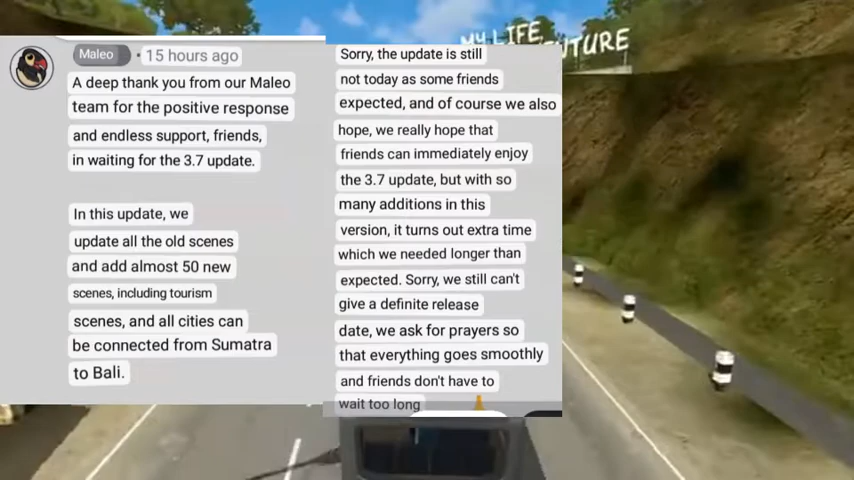 MY LIFE,
FUTURE
Maleo • 15 hours ago
A deep thank you from our Maleo
team for the positive response
and endless support, friends,
in waiting for the 3.7 update.
In this update, we
update all the old scenes
and add almost 50 new
scenes, including tourism
scenes, and all cities can
be connected from Sumatra
to Bali.
Sorry, the update is still
not today as some friends
expected, and of course we also
hope, we really hope that
friends can immediately enjoy
the 3.7 update, but with so
many additions in this
version, it turns out extra time
which we needed longer than
expected. Sorry, we still can't
give a definite release
date, we ask for prayers so
that everything goes smoothly
and friends don't have to
wait too long